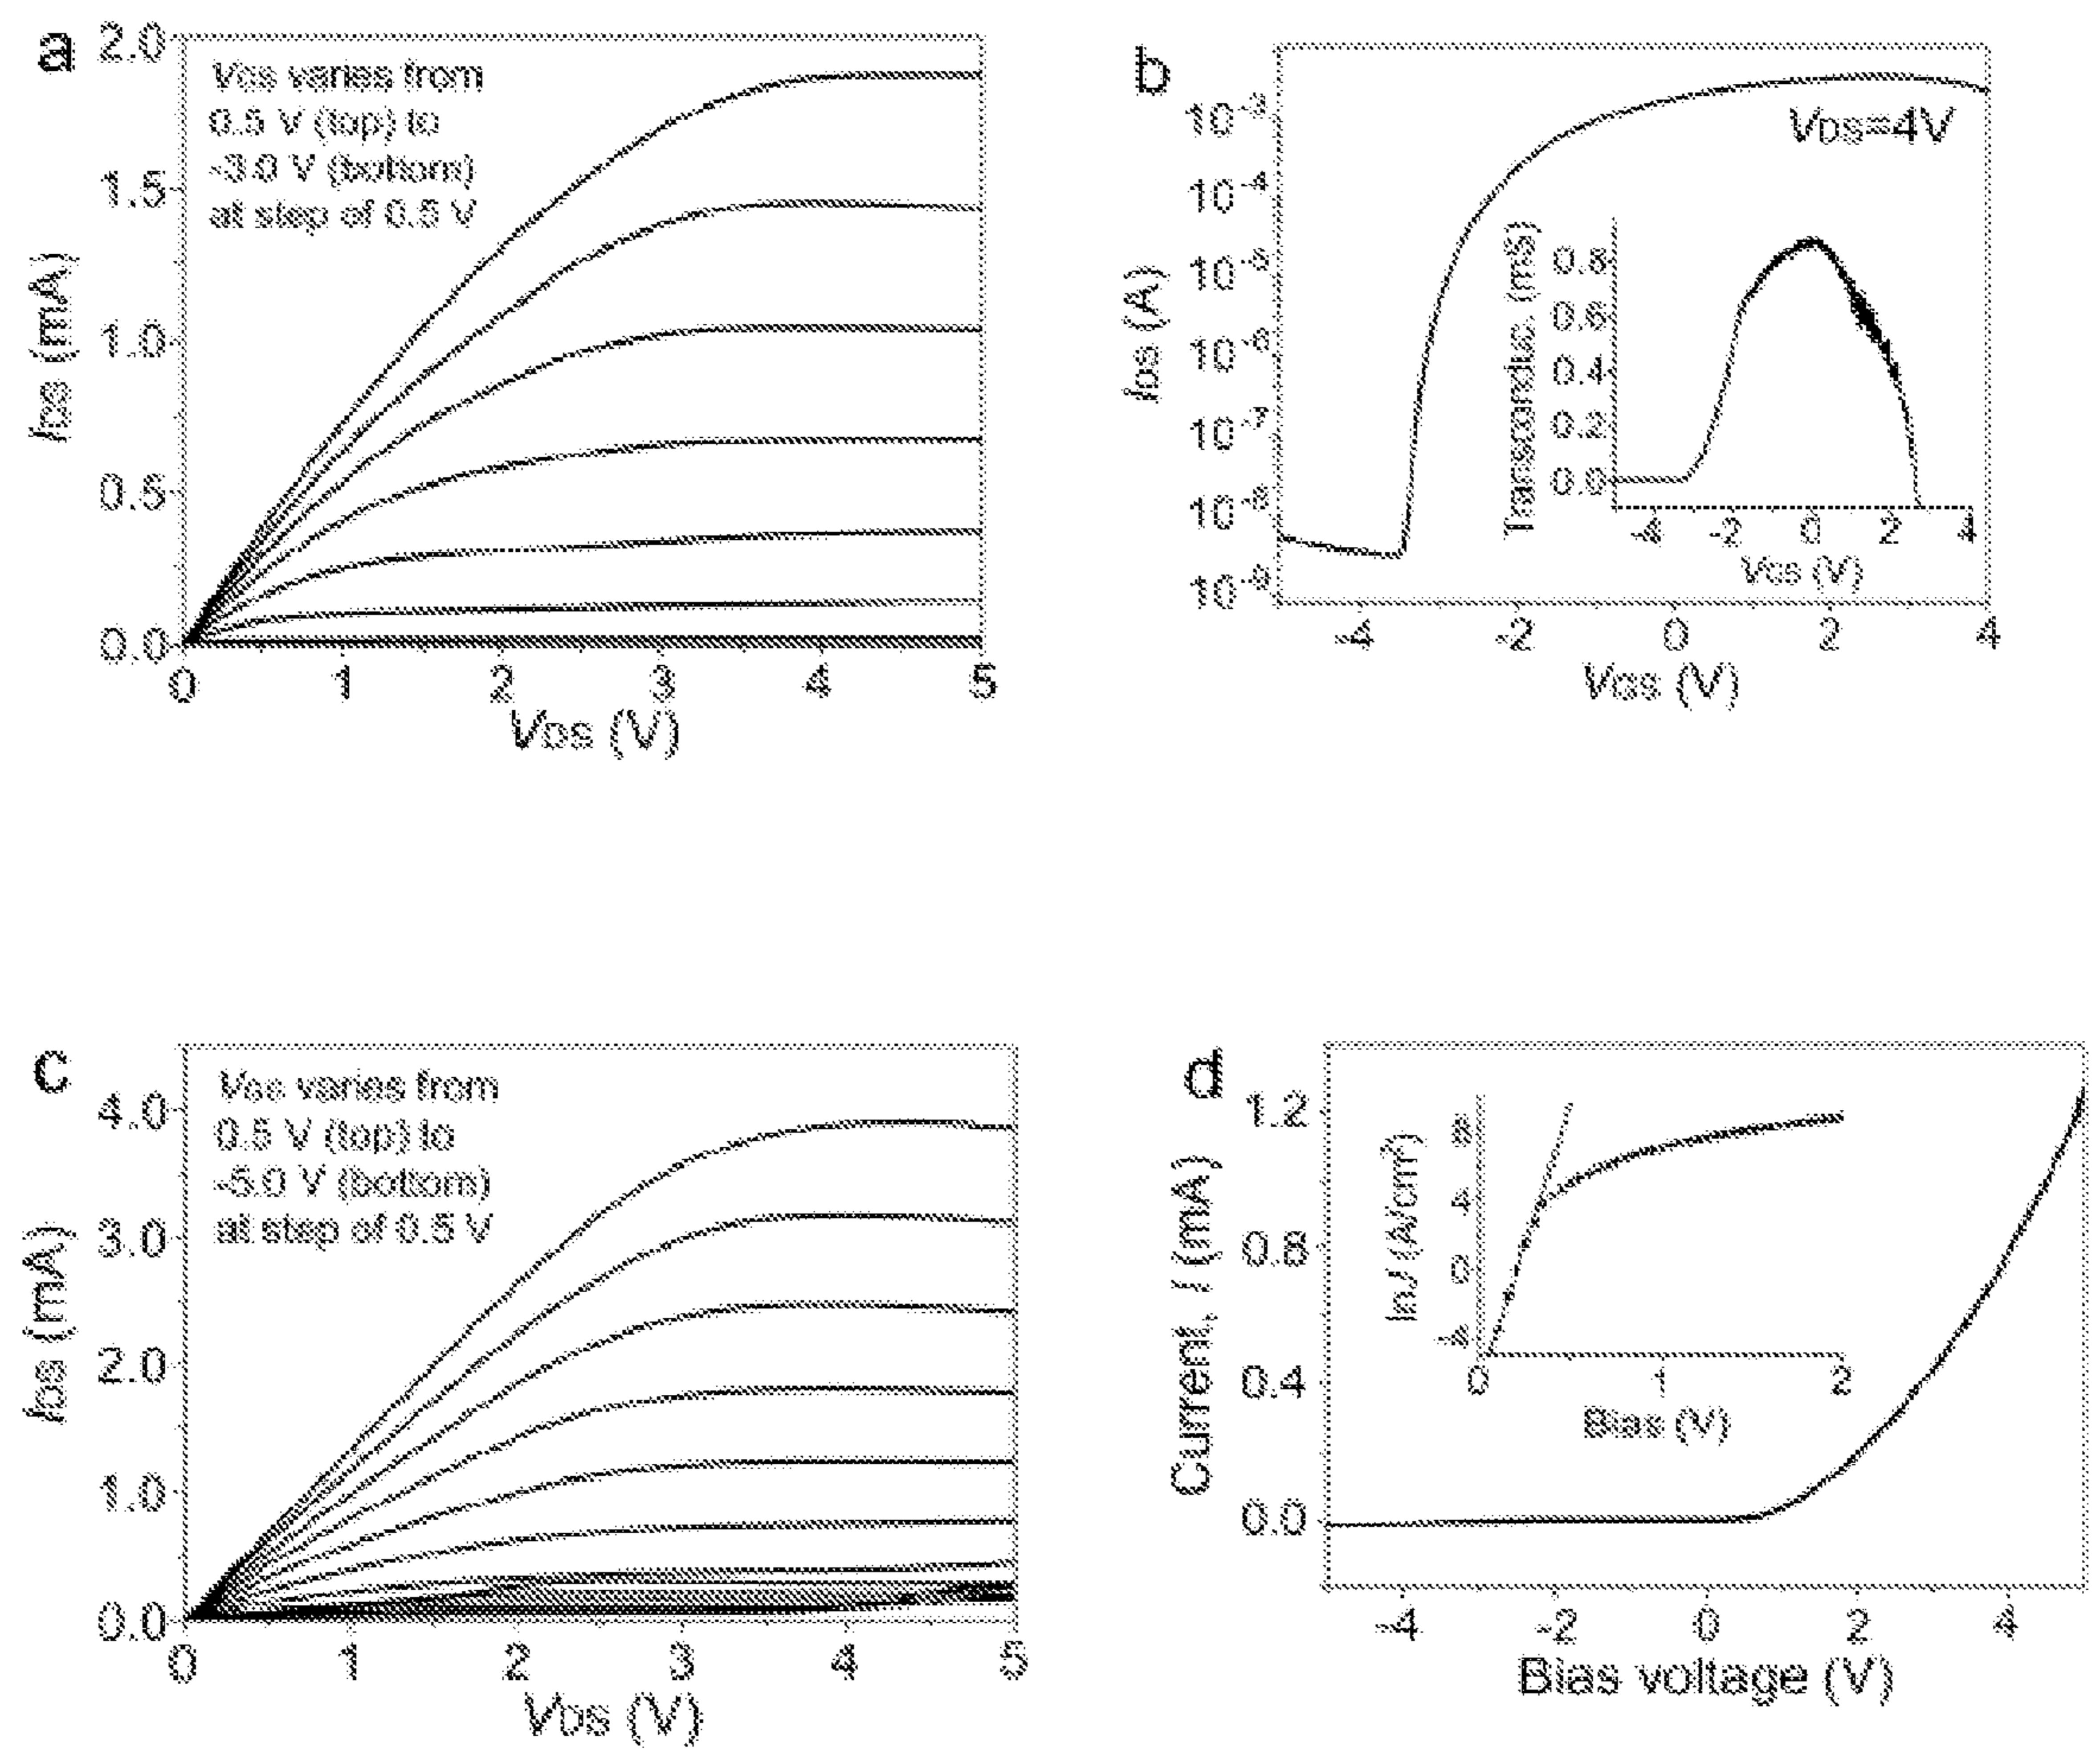 a
VGS varies from
0.5 V (top) to
-3.0 V (bottom)
at step of 0.5 V
2.0
1.5
1.0
0.5
0.0
IDS (mA)
0 1 2 3 4 5
VDS (V)
b
10-3
10-4
10-5
10-6
10-7
10-8
10-9
IDS (A)
VDS=4V
-4 -2 0 2 4
VGS (V)
Transconduc. (mS)
0.8
0.6
0.4
0.2
0.0
-4 -2 0 2 4
VGS (V)
c
VGS varies from
0.5 V (top) to
-5.0 V (bottom)
at step of 0.5 V
4.0
3.0
2.0
1.0
0.0
IDS (mA)
0 1 2 3 4 5
VDS (V)
d
1.2
0.8
0.4
0.0
Current, I (mA)
-4 -2 0 2 4
Bias voltage (V)
lnJ (A/cm2)
8
4
0
-4
0 1 2
Bias (V)